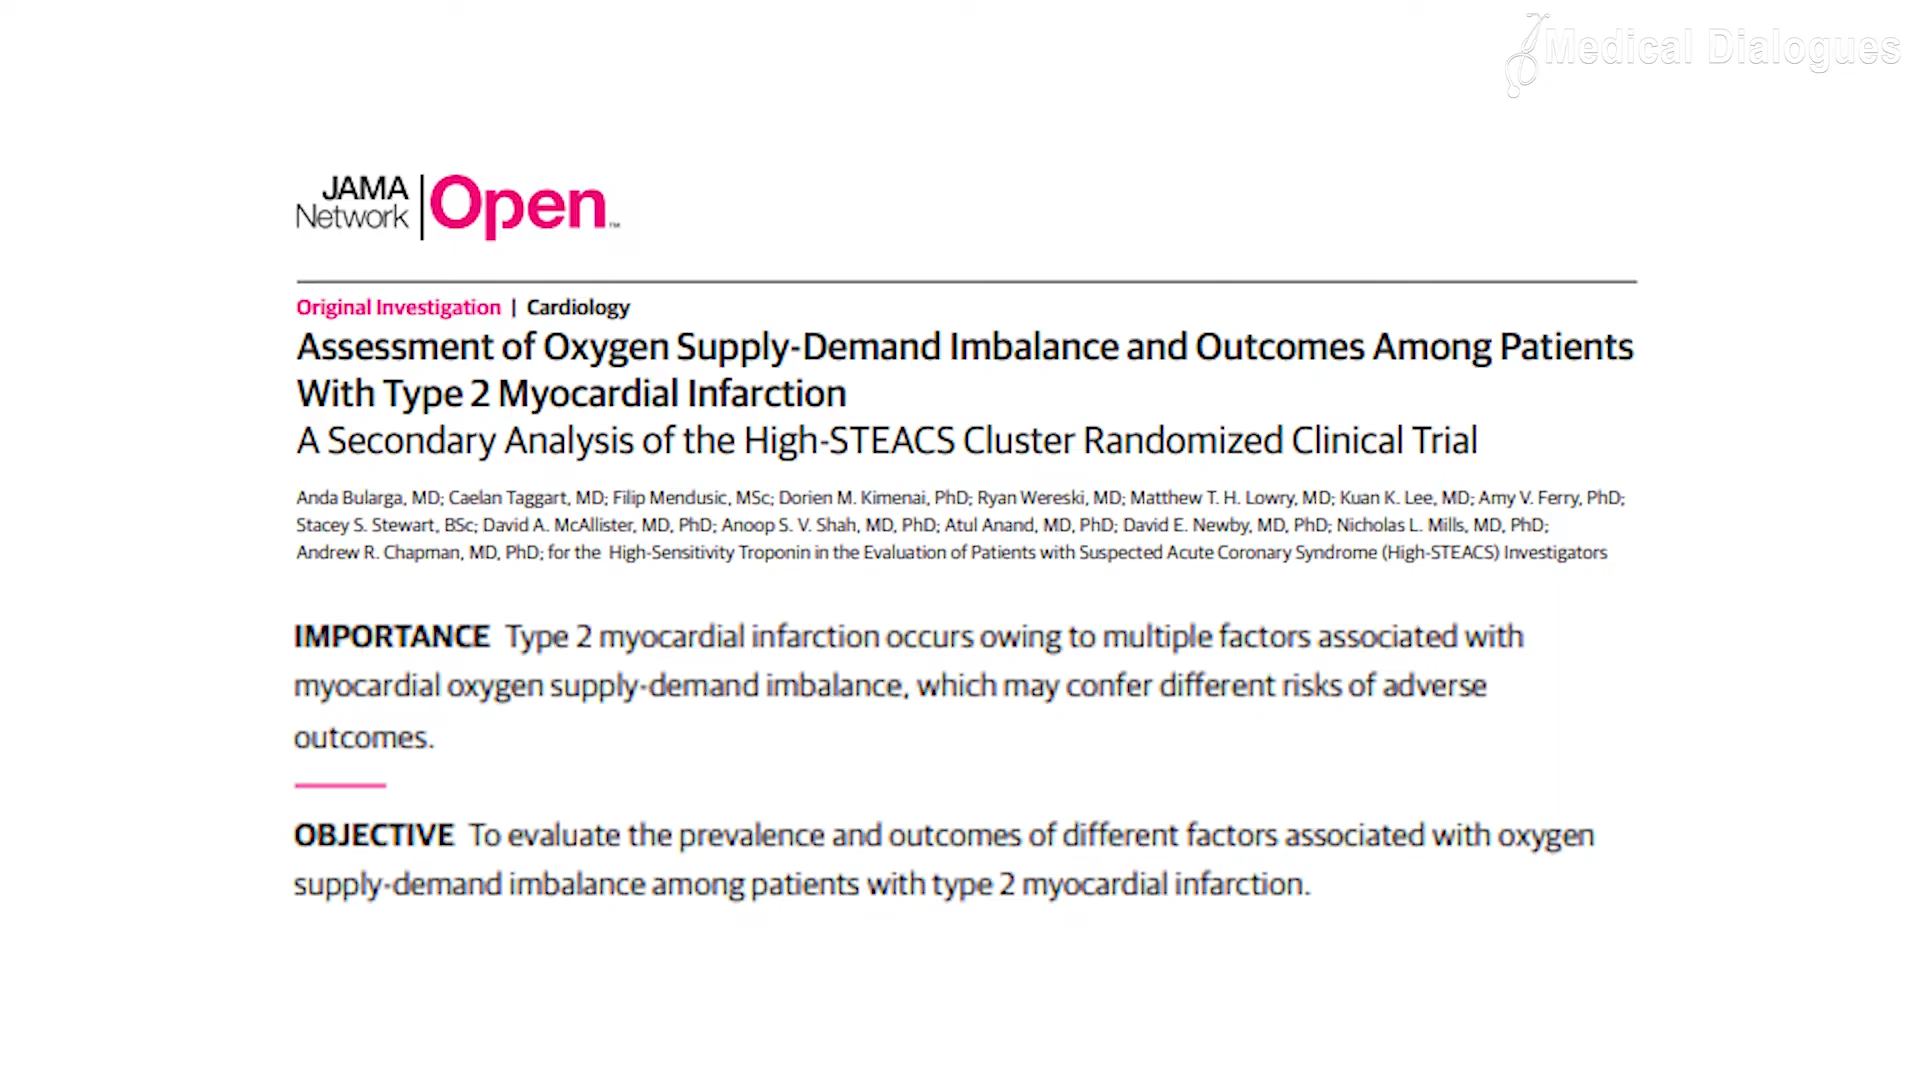 Medical Dialogues
JAMA
Network
Open™
Original Investigation | Cardiology
Assessment of Oxygen Supply-Demand Imbalance and Outcomes Among Patients
With Type 2 Myocardial Infarction
A Secondary Analysis of the High-STEACS Cluster Randomized Clinical Trial
Anda Bularga, MD; Caelan Taggart, MD; Filip Mendusic, MSc; Dorien M. Kimenai, PhD; Ryan Wereski, MD; Matthew T. H. Lowry, MD; Kuan K. Lee, MD; Amy V. Ferry, PhD;
Stacey S. Stewart, BSc; David A. McAllister, MD, PhD; Anoop S. V. Shah, MD, PhD; Atul Anand, MD, PhD; David E. Newby, MD, PhD; Nicholas L. Mills, MD, PhD;
Andrew R. Chapman, MD, PhD; for the High-Sensitivity Troponin in the Evaluation of Patients with Suspected Acute Coronary Syndrome (High-STEACS) Investigators
IMPORTANCE Type 2 myocardial infarction occurs owing to multiple factors associated with
myocardial oxygen supply-demand imbalance, which may confer different risks of adverse
outcomes.
OBJECTIVE To evaluate the prevalence and outcomes of different factors associated with oxygen
supply-demand imbalance among patients with type 2 myocardial infarction.